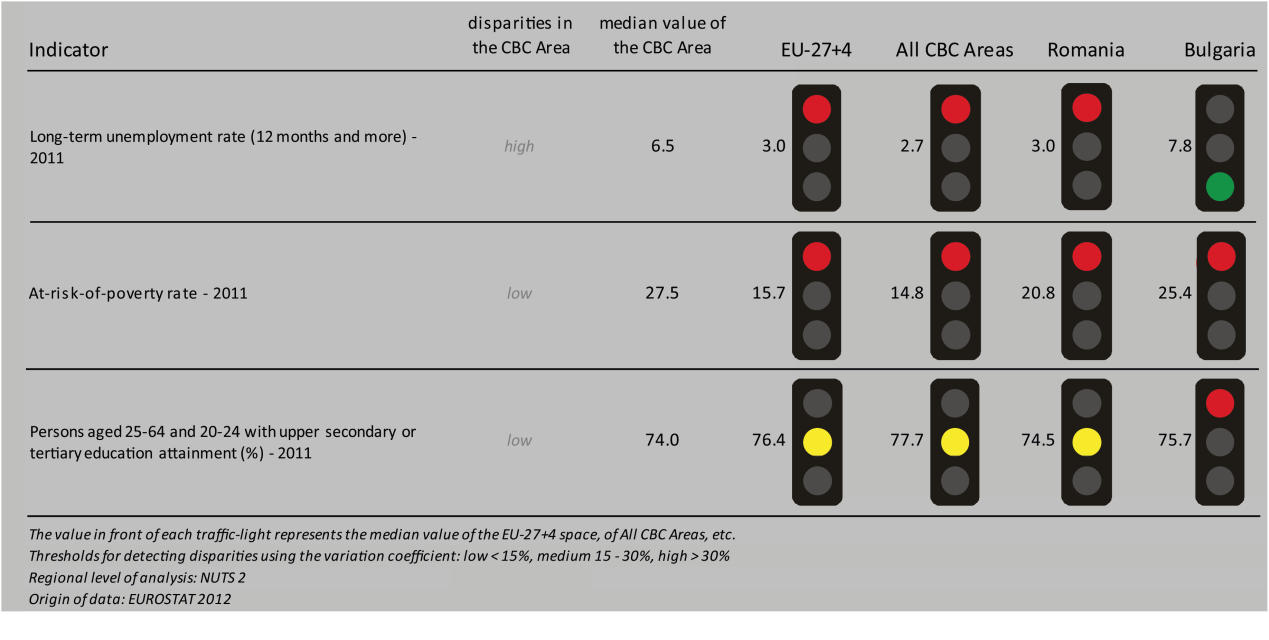 disparities in median value of
Indicator the CBC Area the CBC Area EU-27+4 All CBC Areas Romania Bulgaria
Long-term unemployment rate (12 months and more) -
2011
high 6.5 3.0 2.7 3.0 7.8
At-risk-of-poverty rate - 2011 low 27.5 15.7 14.8 20.8 25.4
Persons aged 25-64 and 20-24 with upper secondary or
tertiary education attainment (%) - 2011
low 74.0 76.4 77.7 74.5 75.7
The value in front of each traffic-light represents the median value of the EU-27+4 space, of All CBC Areas, etc.
Thresholds for detecting disparities using the variation coefficient: low < 15%, medium 15 - 30%, high > 30%
Regional level of analysis: NUTS 2
Origin of data: EUROSTAT 2012